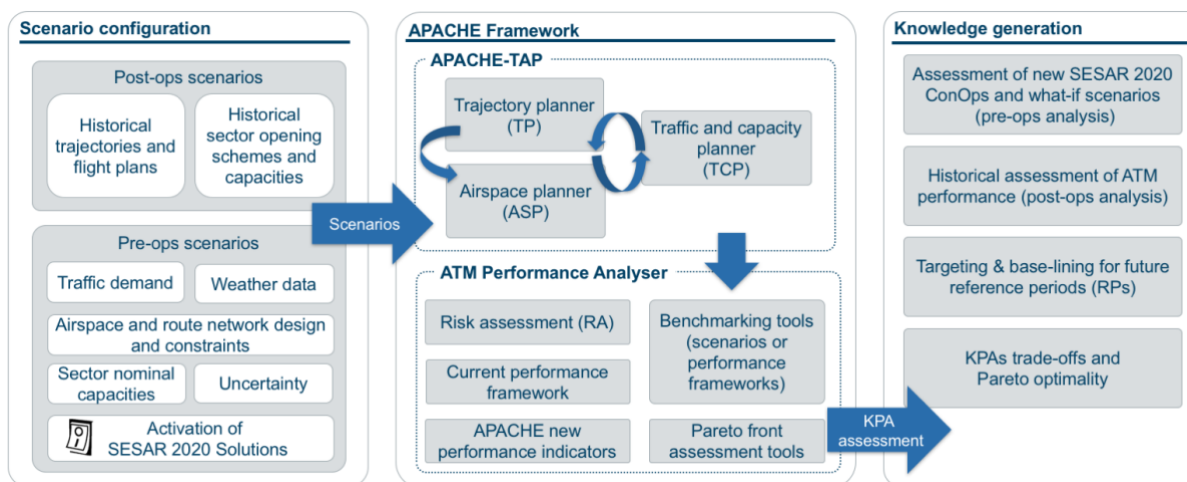 Scenario configuration
Post-ops scenarios
Historical
trajectories and
flight plans
Historical
sector opening
schemes and
capacities
Pre-ops scenarios
Traffic demand
Weather data
Airspace and route network design
and constraints
Sector nominal
capacities
Uncertainty
Activation of
SESAR 2020 Solutions
Scenarios
APACHE Framework
APACHE-TAP
Trajectory planner
(TP)
Traffic and capacity
planner
(TCP)
Airspace planner
(ASP)
ATM Performance Analyser
Risk assessment (RA)
Current performance
framework
APACHE new
performance indicators
Benchmarking tools
(scenarios or
performance
frameworks)
Pareto front
assessment tools
KPA
assessment
Knowledge generation
Assessment of new SESAR 2020
ConOps and what-if scenarios
(pre-ops analysis)
Historical assessment of ATM
performance (post-ops analysis)
Targeting & base-lining for future
reference periods (RPs)
KPAs trade-offs and
Pareto optimality